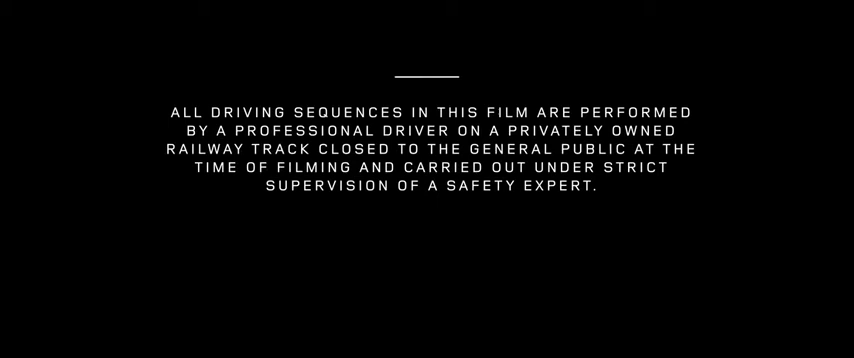 ALL DRIVING SEQUENCES IN THIS FILM ARE PERFORMED
BY A PROFESSIONAL DRIVER ON A PRIVATELY OWNED
RAILWAY TRACK CLOSED TO THE GENERAL PUBLIC AT THE
TIME OF FILMING AND CARRIED OUT UNDER STRICT
SUPERVISION OF A SAFETY EXPERT.